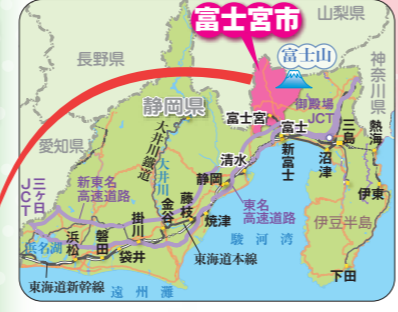 富士宮市
山梨県
富士山
長野県
神奈川県
静岡県
御殿場
JCT
愛知県
富士宮
富士
新富士
三島
熱海
沼津
清水
静岡
大井川鐵道
大井川
新東名
高速道路
東名
高速道路
伊東
伊豆半島
三ヶ日
JCT
藤枝
金谷
焼津
掛川
駿河湾
浜名湖
浜松
磐田
袋井
東海道本線
東海道新幹線
遠州灘
下田